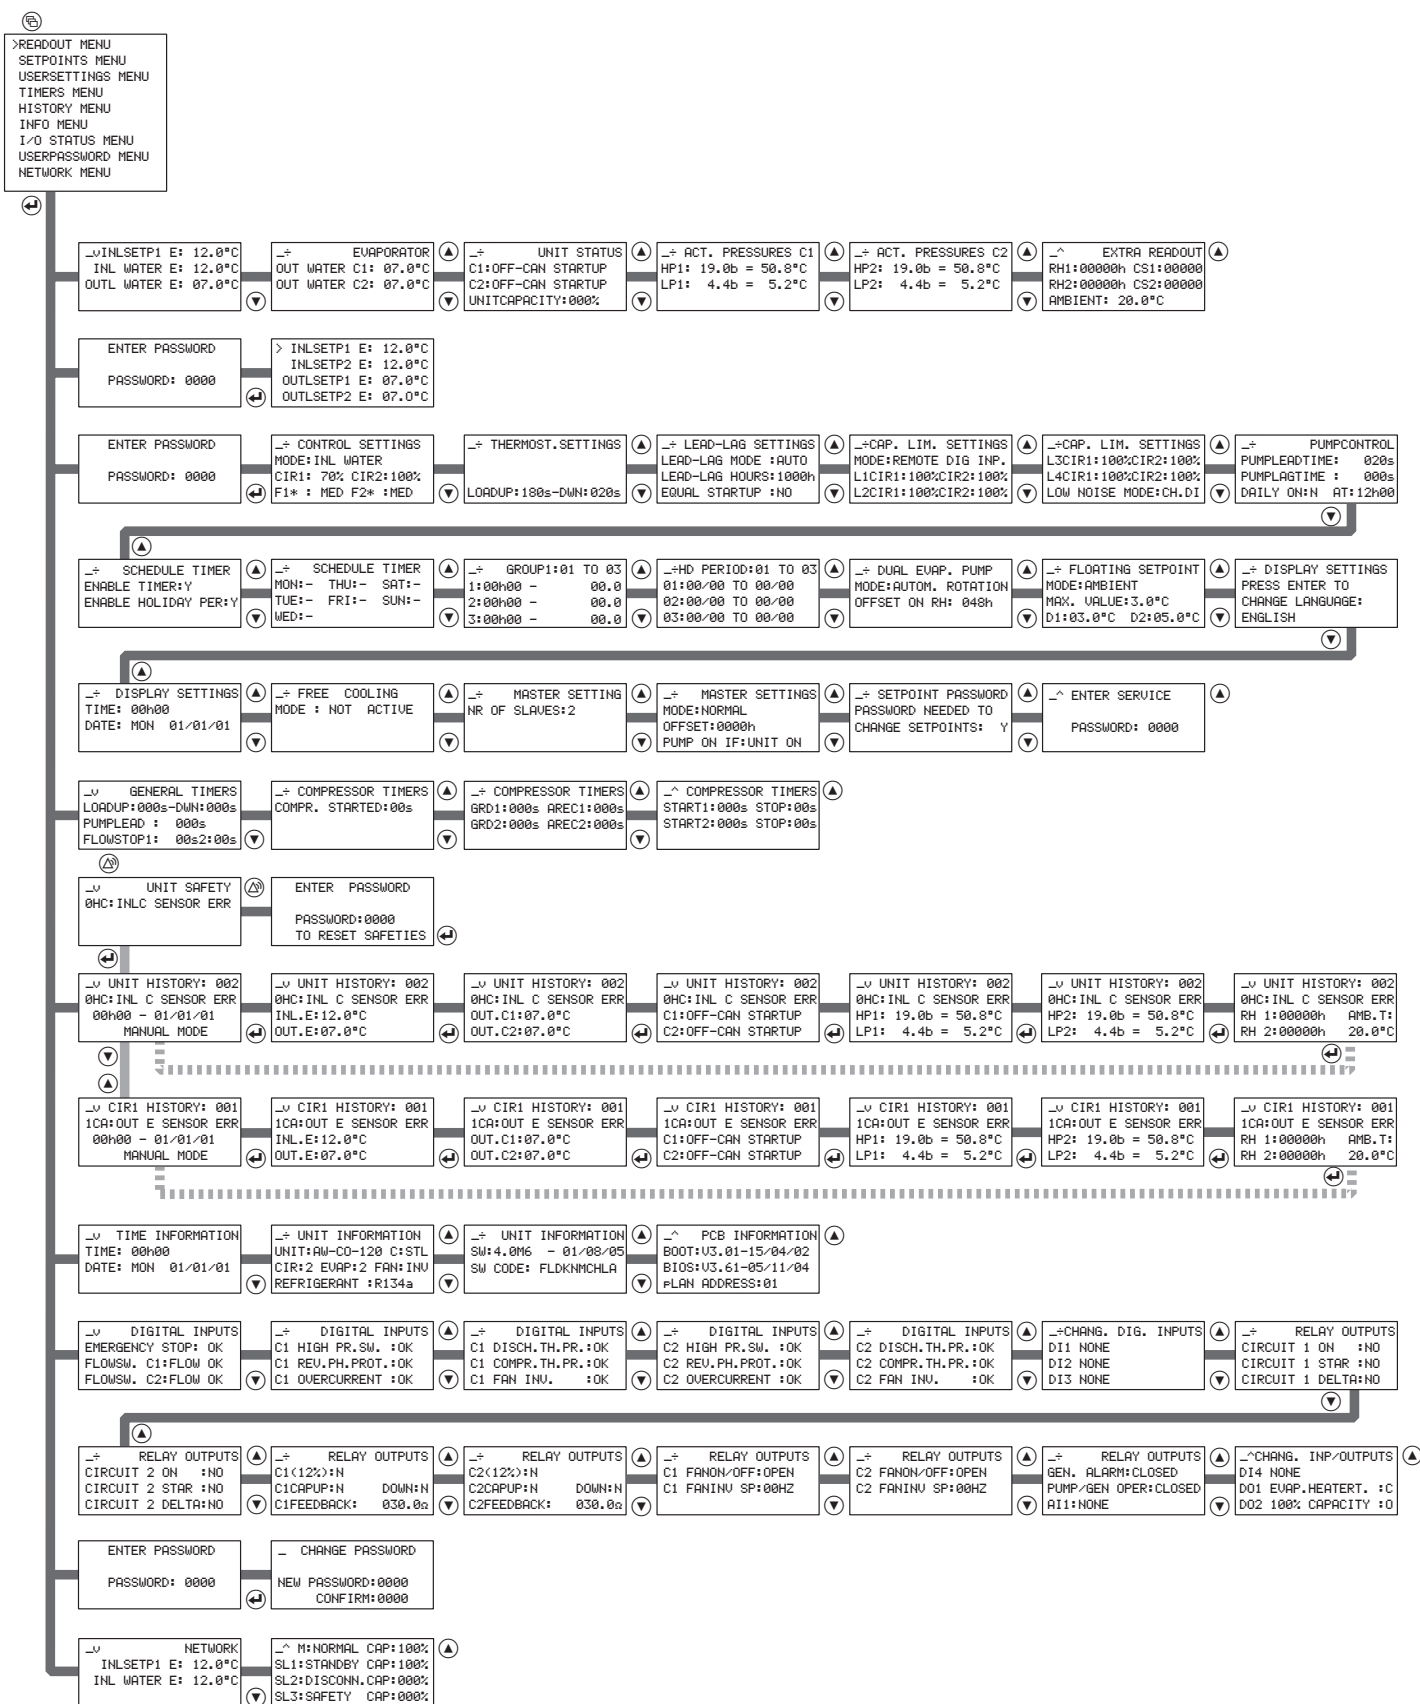 >READOUT MENU
SETPOINTS MENU
USERSETTINGS MENU
TIMERS MENU
HISTORY MENU
INFO MENU
I/O STATUS MENU
USERPASSWORD MENU
NETWORK MENU
_vINLSETP1 E: 12.0°C
INL WATER E: 12.0°C
OUTL WATER E: 07.0°C
_÷ EVAPORATOR
OUT WATER C1: 07.0°C
OUT WATER C2: 07.0°C
_÷ UNIT STATUS
C1:OFF-CAN STARTUP
C2:OFF-CAN STARTUP
UNITCAPACITY:000%
_÷ ACT. PRESSURES C1
HP1: 19.0b = 50.8°C
LP1: 4.4b = 5.2°C
_÷ ACT. PRESSURES C2
HP2: 19.0b = 50.8°C
LP2: 4.4b = 5.2°C
_^ EXTRA READOUT
RH1:00000h CS1:00000
RH2:00000h CS2:00000
AMBIENT: 20.0°C
ENTER PASSWORD
PASSWORD: 0000
> INLSETP1 E: 12.0°C
INLSETP2 E: 12.0°C
OUTLSETP1 E: 07.0°C
OUTLSETP2 E: 07.0°C
ENTER PASSWORD
PASSWORD: 0000
_÷ CONTROL SETTINGS
MODE:INL WATER
CIR1: 70% CIR2:100%
F1* : MED F2* :MED
_÷ THERMOST.SETTINGS
LOADUP:180s-DWN:020s
_÷ LEAD-LAG SETTINGS
LEAD-LAG MODE :AUTO
LEAD-LAG HOURS:1000h
EQUAL STARTUP :NO
_÷CAP. LIM. SETTINGS
MODE:REMOTE DIG INP.
L1CIR1:100%CIR2:100%
L2CIR1:100%CIR2:100%
_÷CAP. LIM. SETTINGS
L3CIR1:100%CIR2:100%
L4CIR1:100%CIR2:100%
LOW NOISE MODE:CH.DI
_÷ PUMPCONTROL
PUMPLEADTIME: 020s
PUMPLAGTIME : 000s
DAILY ON:N AT:12h00
_÷ SCHEDULE TIMER
ENABLE TIMER:Y
ENABLE HOLIDAY PER:Y
_÷ SCHEDULE TIMER
MON:- THU:- SAT:-
TUE:- FRI:- SUN:-
WED:-
_÷ GROUP1:01 TO 03
1:00h00 - 00.0
2:00h00 - 00.0
3:00h00 - 00.0
_÷HD PERIOD:01 TO 03
01:00/00 TO 00/00
02:00/00 TO 00/00
03:00/00 TO 00/00
_÷ DUAL EVAP. PUMP
MODE:AUTOM. ROTATION
OFFSET ON RH: 048h
_÷ FLOATING SETPOINT
MODE:AMBIENT
MAX. VALUE:3.0°C
D1:03.0°C D2:05.0°C
_÷ DISPLAY SETTINGS
PRESS ENTER TO
CHANGE LANGUAGE:
ENGLISH
_÷ DISPLAY SETTINGS
TIME: 00h00
DATE: MON 01/01/01
_÷ FREE COOLING
MODE : NOT ACTIVE
_÷ MASTER SETTING
NR OF SLAVES:2
_÷ MASTER SETTINGS
MODE:NORMAL
OFFSET:0000h
PUMP ON IF:UNIT ON
_÷ SETPOINT PASSWORD
PASSWORD NEEDED TO
CHANGE SETPOINTS: Y
_^ ENTER SERVICE
PASSWORD: 0000
_v GENERAL TIMERS
LOADUP:000s-DWN:000s
PUMPLEAD : 000s
FLOWSTOP1: 00s2:00s
_÷ COMPRESSOR TIMERS
COMPR. STARTED:00s
_÷ COMPRESSOR TIMERS
GRD1:000s AREC1:000s
GRD2:000s AREC2:000s
_^ COMPRESSOR TIMERS
START1:000s STOP:00s
START2:000s STOP:00s
_v UNIT SAFETY
0HC:INLC SENSOR ERR
ENTER PASSWORD
PASSWORD:0000
TO RESET SAFETIES
_v UNIT HISTORY: 002
0HC:INL C SENSOR ERR
00h00 - 01/01/01
MANUAL MODE
_v UNIT HISTORY: 002
0HC:INL C SENSOR ERR
INL.E:12.0°C
OUT.E:07.0°C
_v UNIT HISTORY: 002
0HC:INL C SENSOR ERR
OUT.C1:07.0°C
OUT.C2:07.0°C
_v UNIT HISTORY: 002
0HC:INL C SENSOR ERR
C1:OFF-CAN STARTUP
C2:OFF-CAN STARTUP
_v UNIT HISTORY: 002
0HC:INL C SENSOR ERR
HP1: 19.0b = 50.8°C
LP1: 4.4b = 5.2°C
_v UNIT HISTORY: 002
0HC:INL C SENSOR ERR
HP2: 19.0b = 50.8°C
LP2: 4.4b = 5.2°C
_v UNIT HISTORY: 002
0HC:INL C SENSOR ERR
RH 1:00000h AMB.T:
RH 2:00000h 20.0°C
_v CIR1 HISTORY: 001
1CA:OUT E SENSOR ERR
00h00 - 01/01/01
MANUAL MODE
_v CIR1 HISTORY: 001
1CA:OUT E SENSOR ERR
INL.E:12.0°C
OUT.E:07.0°C
_v CIR1 HISTORY: 001
1CA:OUT E SENSOR ERR
OUT.C1:07.0°C
OUT.C2:07.0°C
_v CIR1 HISTORY: 001
1CA:OUT E SENSOR ERR
C1:OFF-CAN STARTUP
C2:OFF-CAN STARTUP
_v CIR1 HISTORY: 001
1CA:OUT E SENSOR ERR
HP1: 19.0b = 50.8°C
LP1: 4.4b = 5.2°C
_v CIR1 HISTORY: 001
1CA:OUT E SENSOR ERR
HP2: 19.0b = 50.8°C
LP2: 4.4b = 5.2°C
_v CIR1 HISTORY: 001
1CA:OUT E SENSOR ERR
RH 1:00000h AMB.T:
RH 2:00000h 20.0°C
_v TIME INFORMATION
TIME: 00h00
DATE: MON 01/01/01
_÷ UNIT INFORMATION
UNIT:AW-CO-120 C:STL
CIR:2 EVAP:2 FAN:INV
REFRIGERANT :R134a
_÷ UNIT INFORMATION
SW:4.0M6 - 01/08/05
SW CODE: FLDKNMCHLA
_^ PCB INFORMATION
BOOT:V3.01-15/04/02
BIOS:V3.61-05/11/04
pLAN ADDRESS:01
_v DIGITAL INPUTS
EMERGENCY STOP: OK
FLOWSW. C1:FLOW OK
FLOWSW. C2:FLOW OK
_÷ DIGITAL INPUTS
C1 HIGH PR.SW. :OK
C1 REV.PH.PROT.:OK
C1 OVERCURRENT :OK
_÷ DIGITAL INPUTS
C1 DISCH.TH.PR.:OK
C1 COMPR.TH.PR.:OK
C1 FAN INV. :OK
_÷ DIGITAL INPUTS
C2 HIGH PR.SW. :OK
C2 REV.PH.PROT.:OK
C2 OVERCURRENT :OK
_÷ DIGITAL INPUTS
C2 DISCH.TH.PR.:OK
C2 COMPR.TH.PR.:OK
C2 FAN INV. :OK
_÷CHANG. DIG. INPUTS
DI1 NONE
DI2 NONE
DI3 NONE
_÷ RELAY OUTPUTS
CIRCUIT 1 ON :NO
CIRCUIT 1 STAR :NO
CIRCUIT 1 DELTA:NO
_÷ RELAY OUTPUTS
CIRCUIT 2 ON :NO
CIRCUIT 2 STAR :NO
CIRCUIT 2 DELTA:NO
_÷ RELAY OUTPUTS
C1(12%):N
C1CAPUP:N DOWN:N
C1FEEDBACK: 030.0Ω
_÷ RELAY OUTPUTS
C2(12%):N
C2CAPUP:N DOWN:N
C2FEEDBACK: 030.0Ω
_÷ RELAY OUTPUTS
C1 FANON/OFF:OPEN
C1 FANINV SP:00HZ
_÷ RELAY OUTPUTS
C2 FANON/OFF:OPEN
C2 FANINV SP:00HZ
_÷ RELAY OUTPUTS
GEN. ALARM:CLOSED
PUMP/GEN OPER:CLOSED
AI1:NONE
_^CHANG. INP/OUTPUTS
DI4 NONE
DO1 EVAP.HEATERT. :C
DO2 100% CAPACITY :O
ENTER PASSWORD
PASSWORD: 0000
_ CHANGE PASSWORD
NEW PASSWORD:0000
CONFIRM:0000
_v NETWORK
INLSETP1 E: 12.0°C
INL WATER E: 12.0°C
_^ M:NORMAL CAP:100%
SL1:STANDBY CAP:100%
SL2:DISCONN.CAP:000%
SL3:SAFETY CAP:000%